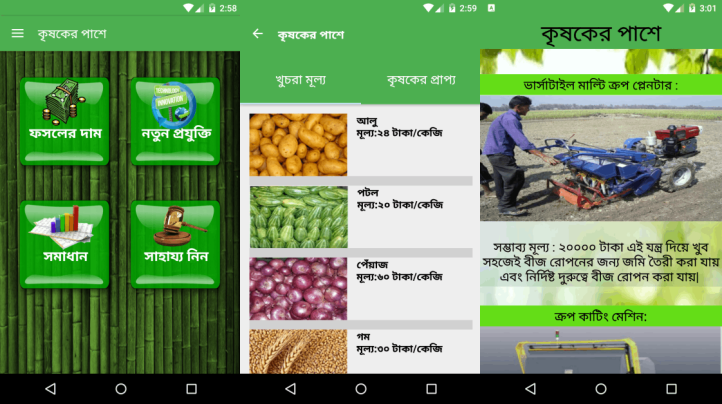 2:58
কৃষকের পাশে
ফসলের দাম
TECHNOLOGY
INNOVATION
নতুন প্রযুক্তি
সমাধান
সাহায্য নিন
2:59
কৃষকের পাশে
খুচরা মূল্য
কৃষকের প্রাপ্য
আলু
মূল্য:২৪ টাকা/কেজি
পটল
মূল্য:২০ টাকা/কেজি
পেঁয়াজ
মূল্য:৬০ টাকা/কেজি
গম
মূল্য:৩০ টাকা/কেজি
A
3:01
কৃষকের পাশে
ভার্সাটাইল মাল্টি ক্রপ প্লেনটার :
সম্ভাব্য মূল্য : ২০০০০ টাকা এই যন্ত্র দিয়ে খুব
সহজেই বীজ রোপনের জন্য জমি তৈরী করা যায়
এবং নির্দিষ্ট দুরুত্বে বীজ রোপন করা যায়|
ক্রপ কাটিং মেশিন: